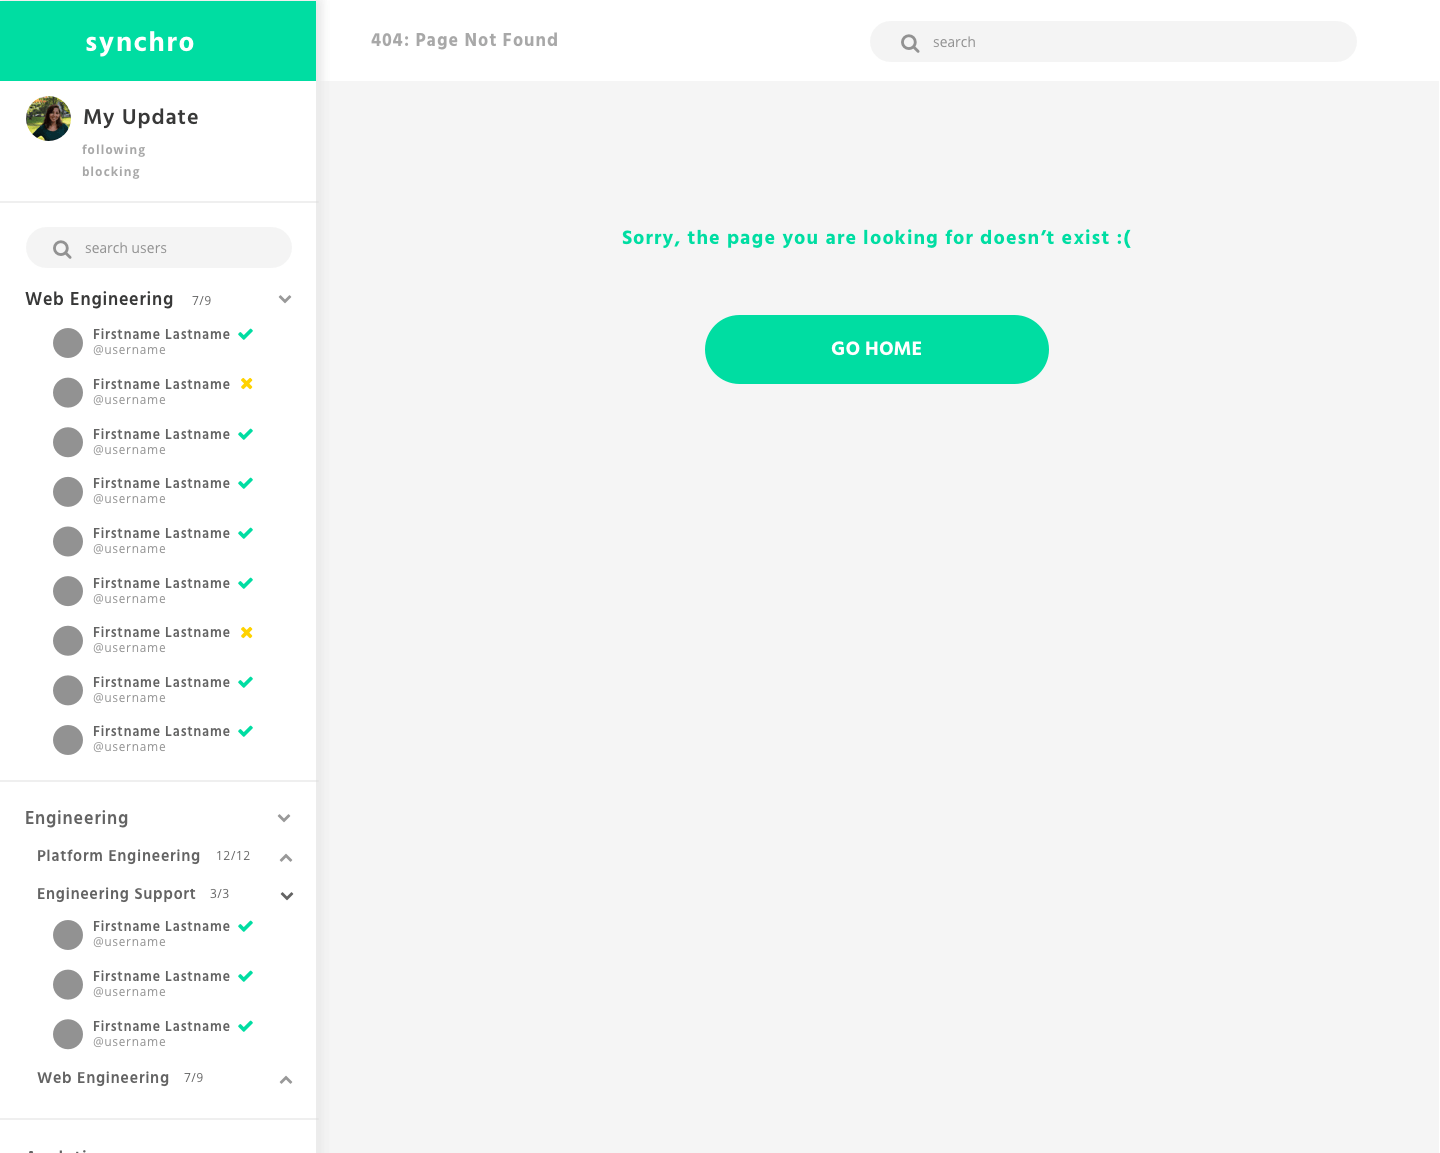 synchro
404: Page Not Found
search
My Update
following
blocking
search users
Web Engineering 7/9
Firstname Lastname
@username
Firstname Lastname
@username
Firstname Lastname
@username
Firstname Lastname
@username
Firstname Lastname
@username
Firstname Lastname
@username
Firstname Lastname
@username
Firstname Lastname
@username
Firstname Lastname
@username
Engineering
Platform Engineering 12/12
Engineering Support 3/3
Firstname Lastname
@username
Firstname Lastname
@username
Firstname Lastname
@username
Web Engineering 7/9
Sorry, the page you are looking for doesn’t exist :(
GO HOME